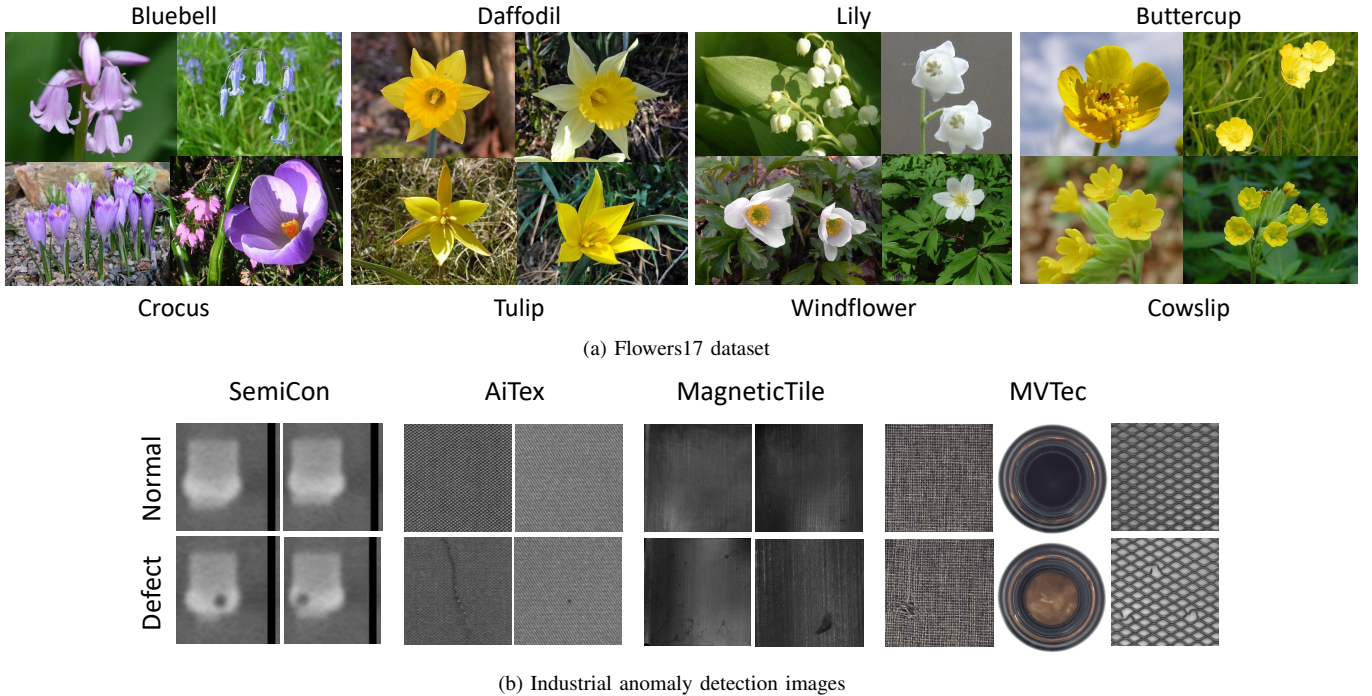 Bluebell Daffodil Lily Buttercup
Crocus Tulip Windflower Cowslip
(a) Flowers17 dataset
SemiCon AiTex MagneticTile MVTec
Normal
Defect
(b) Industrial anomaly detection images